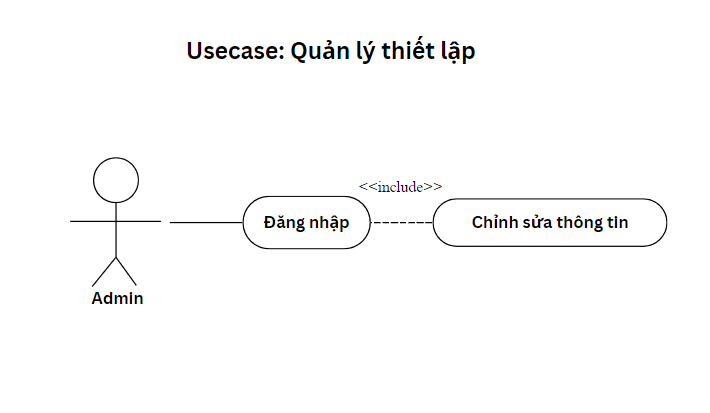 Usecase: Quản lý thiết lập
<<include>>
Đăng nhập
Chỉnh sửa thông tin
Admin